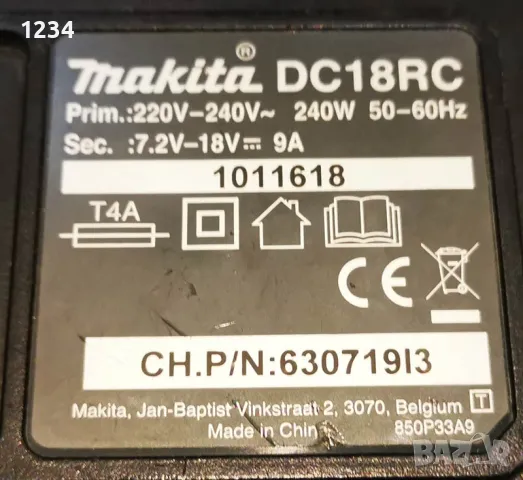 1234
makita® DC18RC
Prim.:220V-240V~ 240W 50-60Hz
Sec. :7.2V-18V⎓ 9A
1011618
T4A
CE
CH.P/N:630719I3
Makita, Jan-Baptist Vinkstraat 2, 3070, Belgium T
Made in China 850P33A9
BAZAR